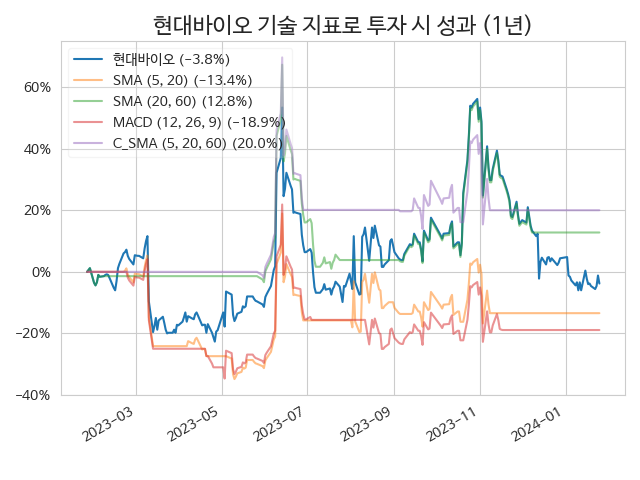 현대바이오 기술 지표로 투자 시 성과 (1년)
현대바이오 (-3.8%)
SMA (5, 20) (-13.4%)
SMA (20, 60) (12.8%)
MACD (12, 26, 9) (-18.9%)
C_SMA (5, 20, 60) (20.0%)
60%
40%
20%
0%
-20%
-40%
2023-03
2023-05
2023-07
2023-09
2023-11
2024-01